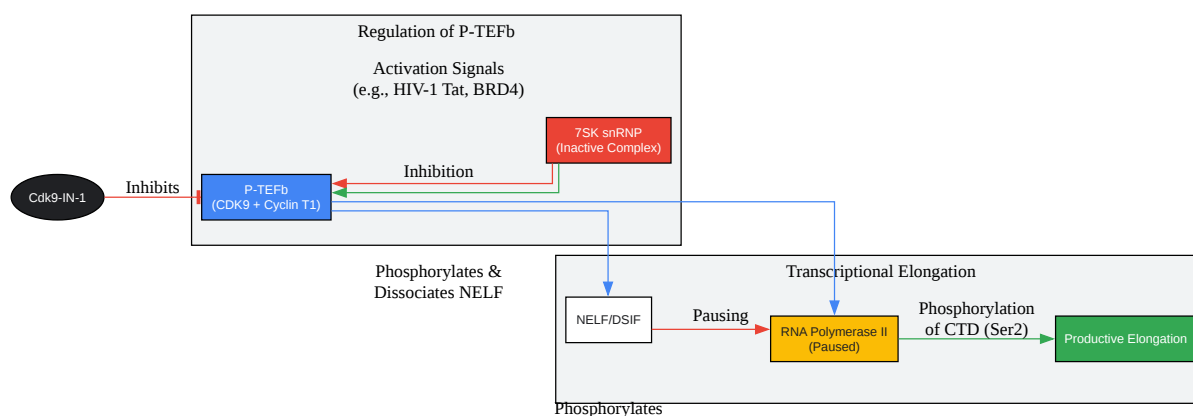 Regulation of P-TEFb
Activation Signals
(e.g., HIV-1 Tat, BRD4)
7SK snRNP
(Inactive Complex)
Inhibition
Inhibits
Cdk9-IN-1
P-TEFb
(CDK9 + Cyclin T1)
Phosphorylates &
Dissociates NELF
Transcriptional Elongation
NELF/DSIF
Pausing
RNA Polymerase II
(Paused)
Phosphorylation
of CTD (Ser2)
Productive Elongation
Phosphorylates